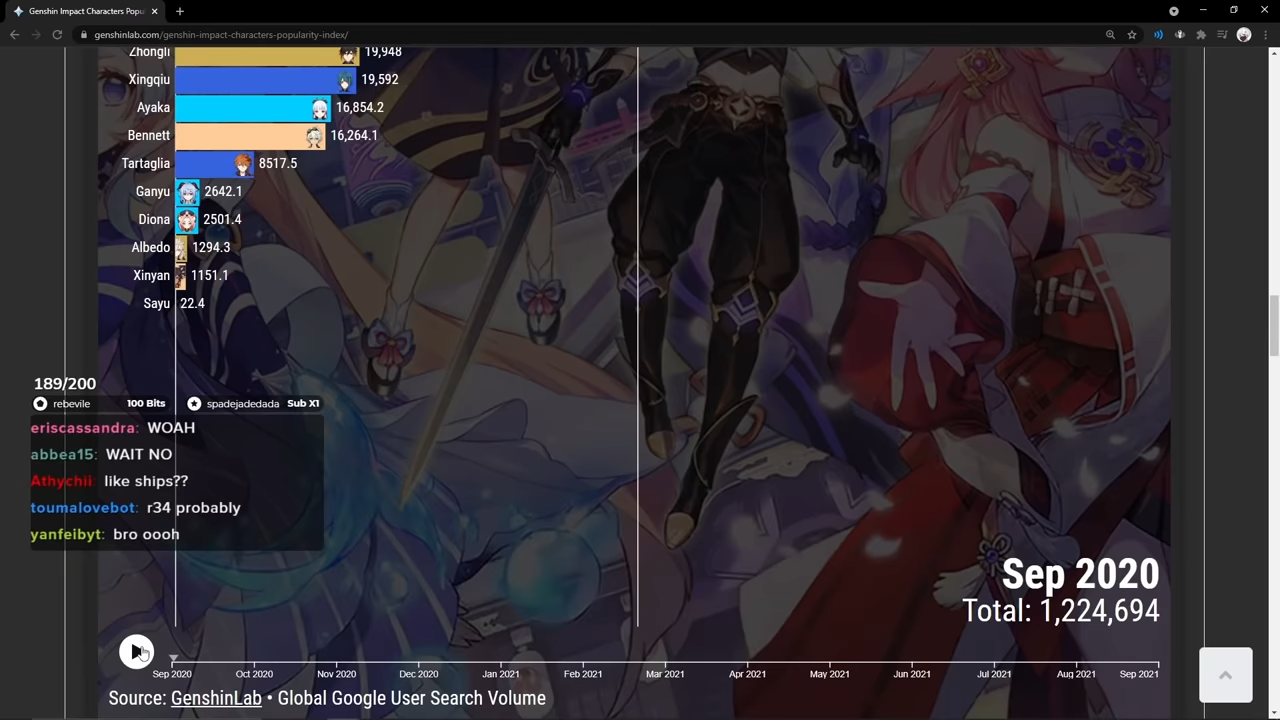 Genshin Impact Characters Popu
genshinlab.com/genshin-impact-characters-popularity-index/
Zhongli 19,948
Xingqiu 19,592
Ayaka 16,854.2
Bennett 16,264.1
Tartaglia 8517.5
Ganyu 2642.1
Diona 2501.4
Albedo 1294.3
Xinyan 1151.1
Sayu 22.4
189/200
rebevile 100 Bits spadejadedada Sub X1
eriscassandra: WOAH
abbea15: WAIT NO
Athychii: like ships??
toumalovebot: r34 probably
yanfeibyt: bro oooh
Sep 2020
Total: 1,224,694
Sep 2020 Oct 2020 Nov 2020 Dec 2020 Jan 2021 Feb 2021 Mar 2021 Apr 2021 May 2021 Jun 2021 Jul 2021 Aug 2021 Sep 2021
Source: GenshinLab • Global Google User Search Volume